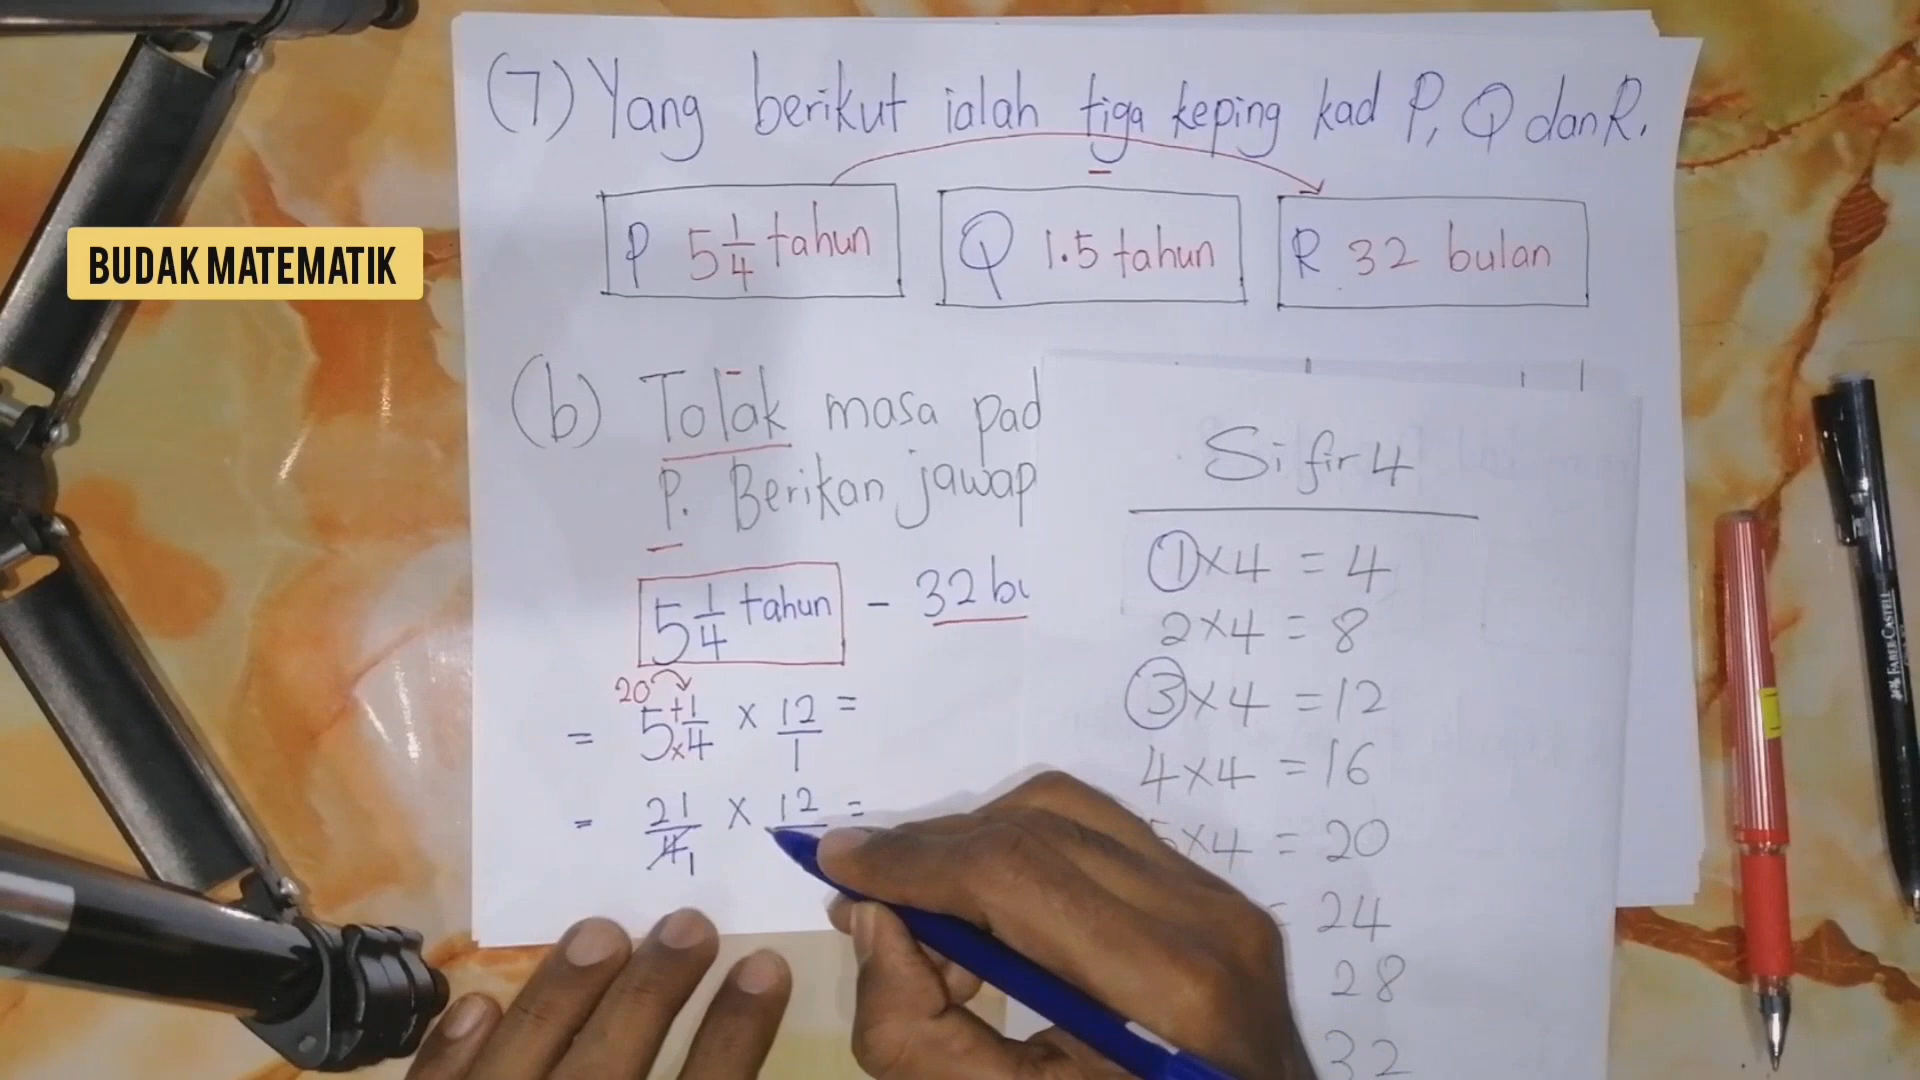 (7) Yang berikut ialah tiga keping kad P, Q dan R.
BUDAK MATEMATIK
P 5 1/4 tahun
Q 1.5 tahun
R 32 bulan
(b) Tolak masa pad
P. Berikan jawap
5 1/4 tahun - 32 bu
20
= 5 +1/×4 × 12/1 =
= 21/4 1 × 12 =
Sifir 4
1×4 = 4
2×4 = 8
3×4 = 12
4×4 = 16
5×4 = 20
= 24
28
32
FABER CASTELL